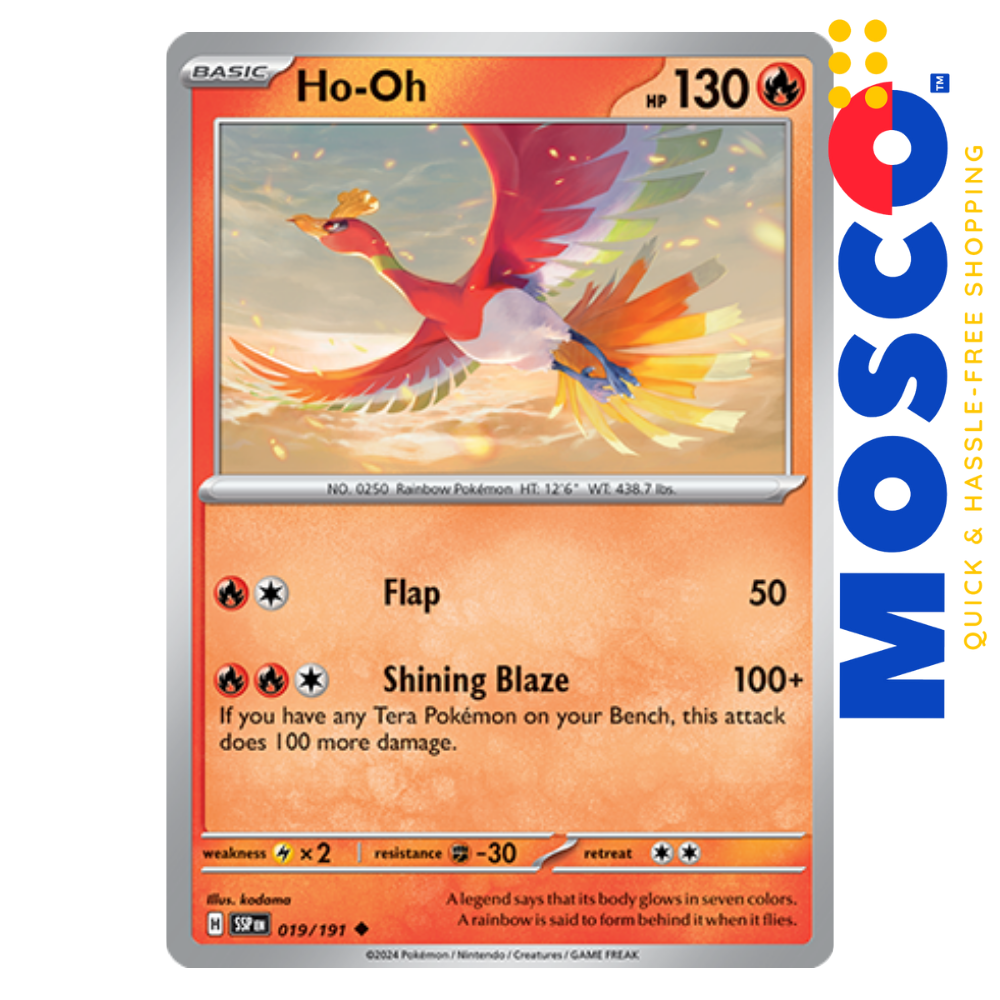 BASIC Ho-Oh HP 130
NO. 0250 Rainbow Pokémon HT: 12'6" WT: 438.7 lbs.
Flap 50
Shining Blaze 100+
If you have any Tera Pokémon on your Bench, this attack
does 100 more damage.
weakness ×2 resistance -30 retreat
Illus. kodama
A legend says that its body glows in seven colors.
A rainbow is said to form behind it when it flies.
H SSP EN 019/191
©2024 Pokémon / Nintendo / Creatures / GAME FREAK
MOSCO™
QUICK & HASSLE-FREE SHOPPING